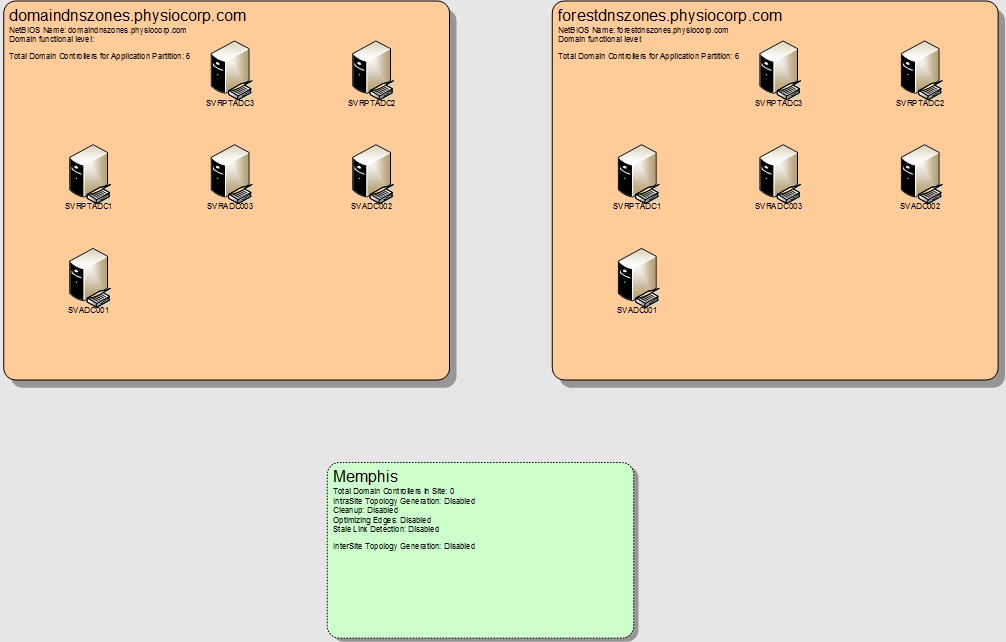 domaindnszones.physiocorp.com
NetBIOS Name: domaindnszones.physiocorp.com
Domain functional level:
Total Domain Controllers for Application Partition: 6
SVRPTADC3
SVRPTADC2
SVRPTADC1
SVRADC003
SVADC002
SVADC001
forestdnszones.physiocorp.com
NetBIOS Name: forestdnszones.physiocorp.com
Domain functional level:
Total Domain Controllers for Application Partition: 6
SVRPTADC3
SVRPTADC2
SVRPTADC1
SVRADC003
SVADC002
SVADC001
Memphis
Total Domain Controllers in Site: 0
IntraSite Topology Generation: Disabled
Cleanup: Disabled
Optimizing Edges: Disabled
Stale Link Detection: Disabled
InterSite Topology Generation: Disabled